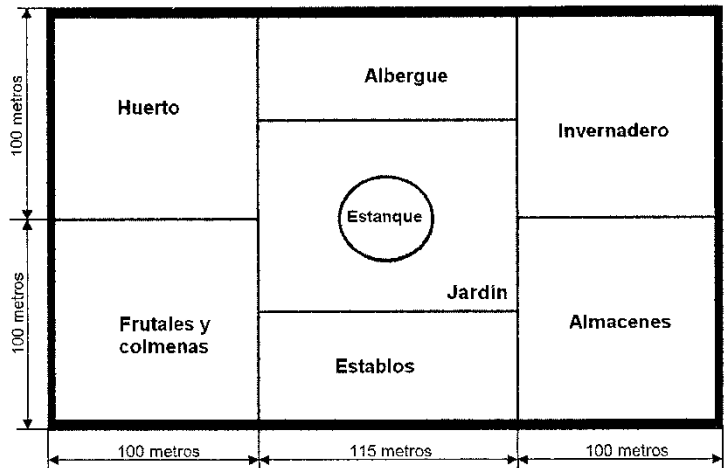 Albergue
Huerto
Invernadero
100 metros
Estanque
Jardín
Frutales y
colmenas
Almacenes
100 metros
Establos
100 metros
115 metros
100 metros